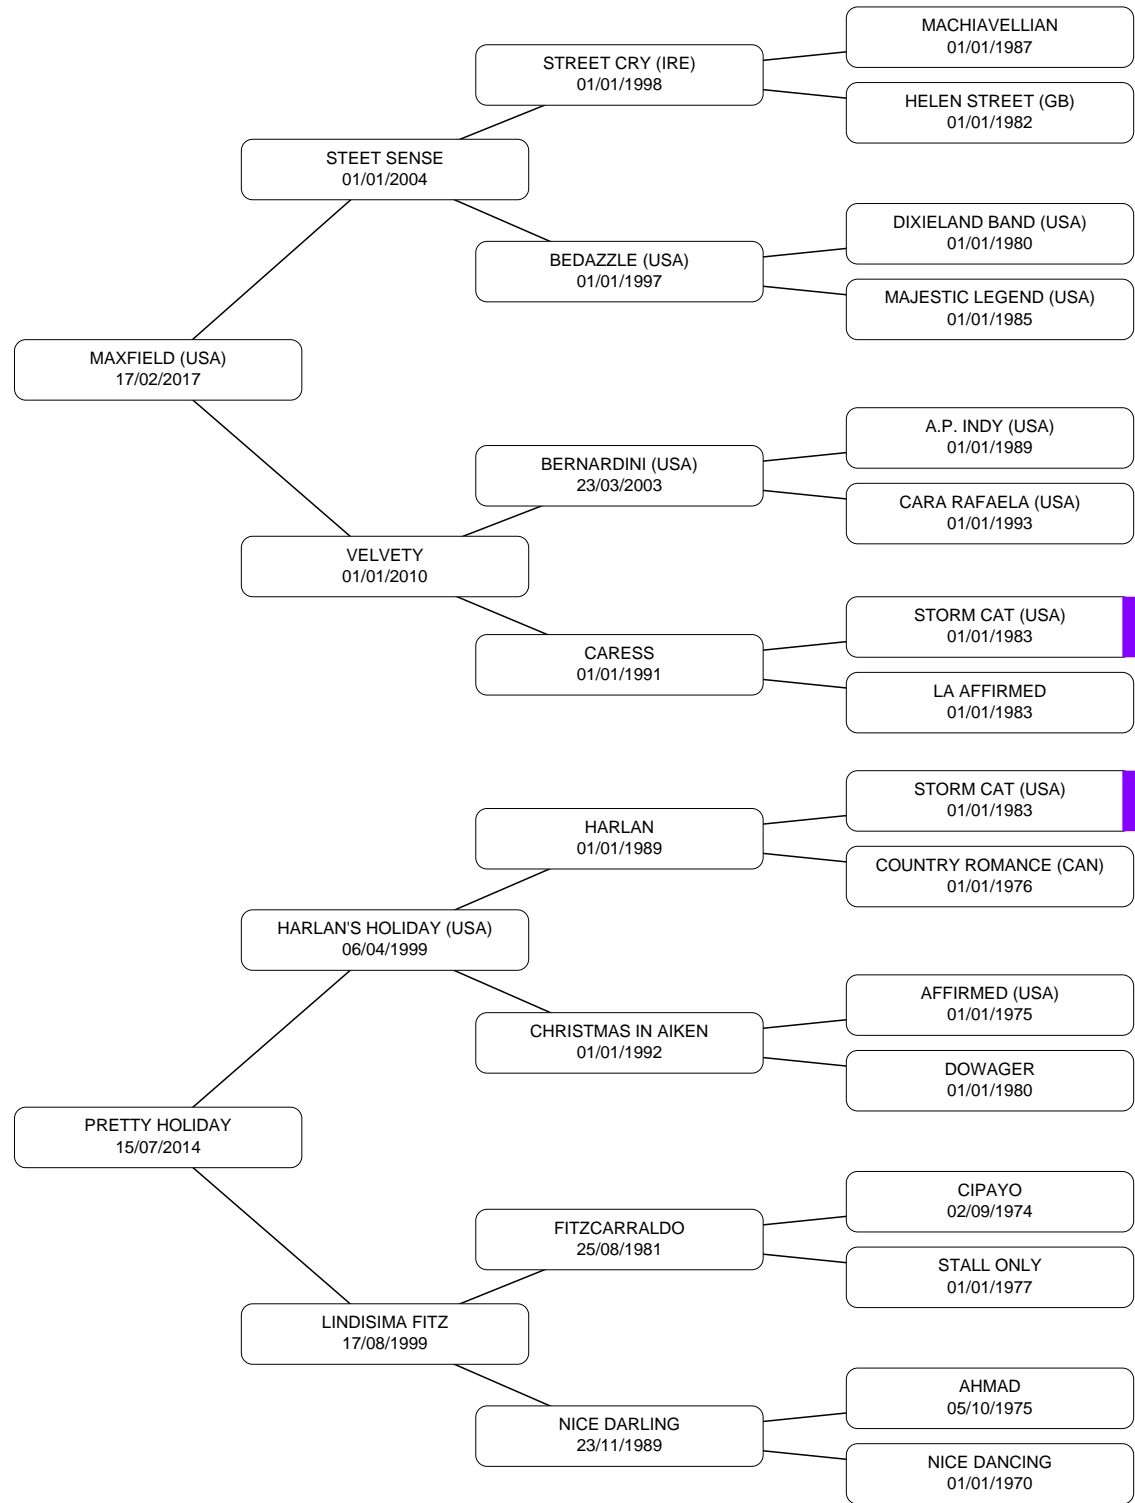 MACHIAVELLIAN
01/01/1987
STREET CRY (IRE)
01/01/1998
HELEN STREET (GB)
01/01/1982
STEET SENSE
01/01/2004
DIXIELAND BAND (USA)
01/01/1980
BEDAZZLE (USA)
01/01/1997
MAJESTIC LEGEND (USA)
01/01/1985
MAXFIELD (USA)
17/02/2017
A.P. INDY (USA)
01/01/1989
BERNARDINI (USA)
23/03/2003
CARA RAFAELA (USA)
01/01/1993
VELVETY
01/01/2010
STORM CAT (USA)
01/01/1983
CARESS
01/01/1991
LA AFFIRMED
01/01/1983
STORM CAT (USA)
01/01/1983
HARLAN
01/01/1989
COUNTRY ROMANCE (CAN)
01/01/1976
HARLAN'S HOLIDAY (USA)
06/04/1999
AFFIRMED (USA)
01/01/1975
CHRISTMAS IN AIKEN
01/01/1992
DOWAGER
01/01/1980
PRETTY HOLIDAY
15/07/2014
CIPAYO
02/09/1974
FITZCARRALDO
25/08/1981
STALL ONLY
01/01/1977
LINDISIMA FITZ
17/08/1999
AHMAD
05/10/1975
NICE DARLING
23/11/1989
NICE DANCING
01/01/1970